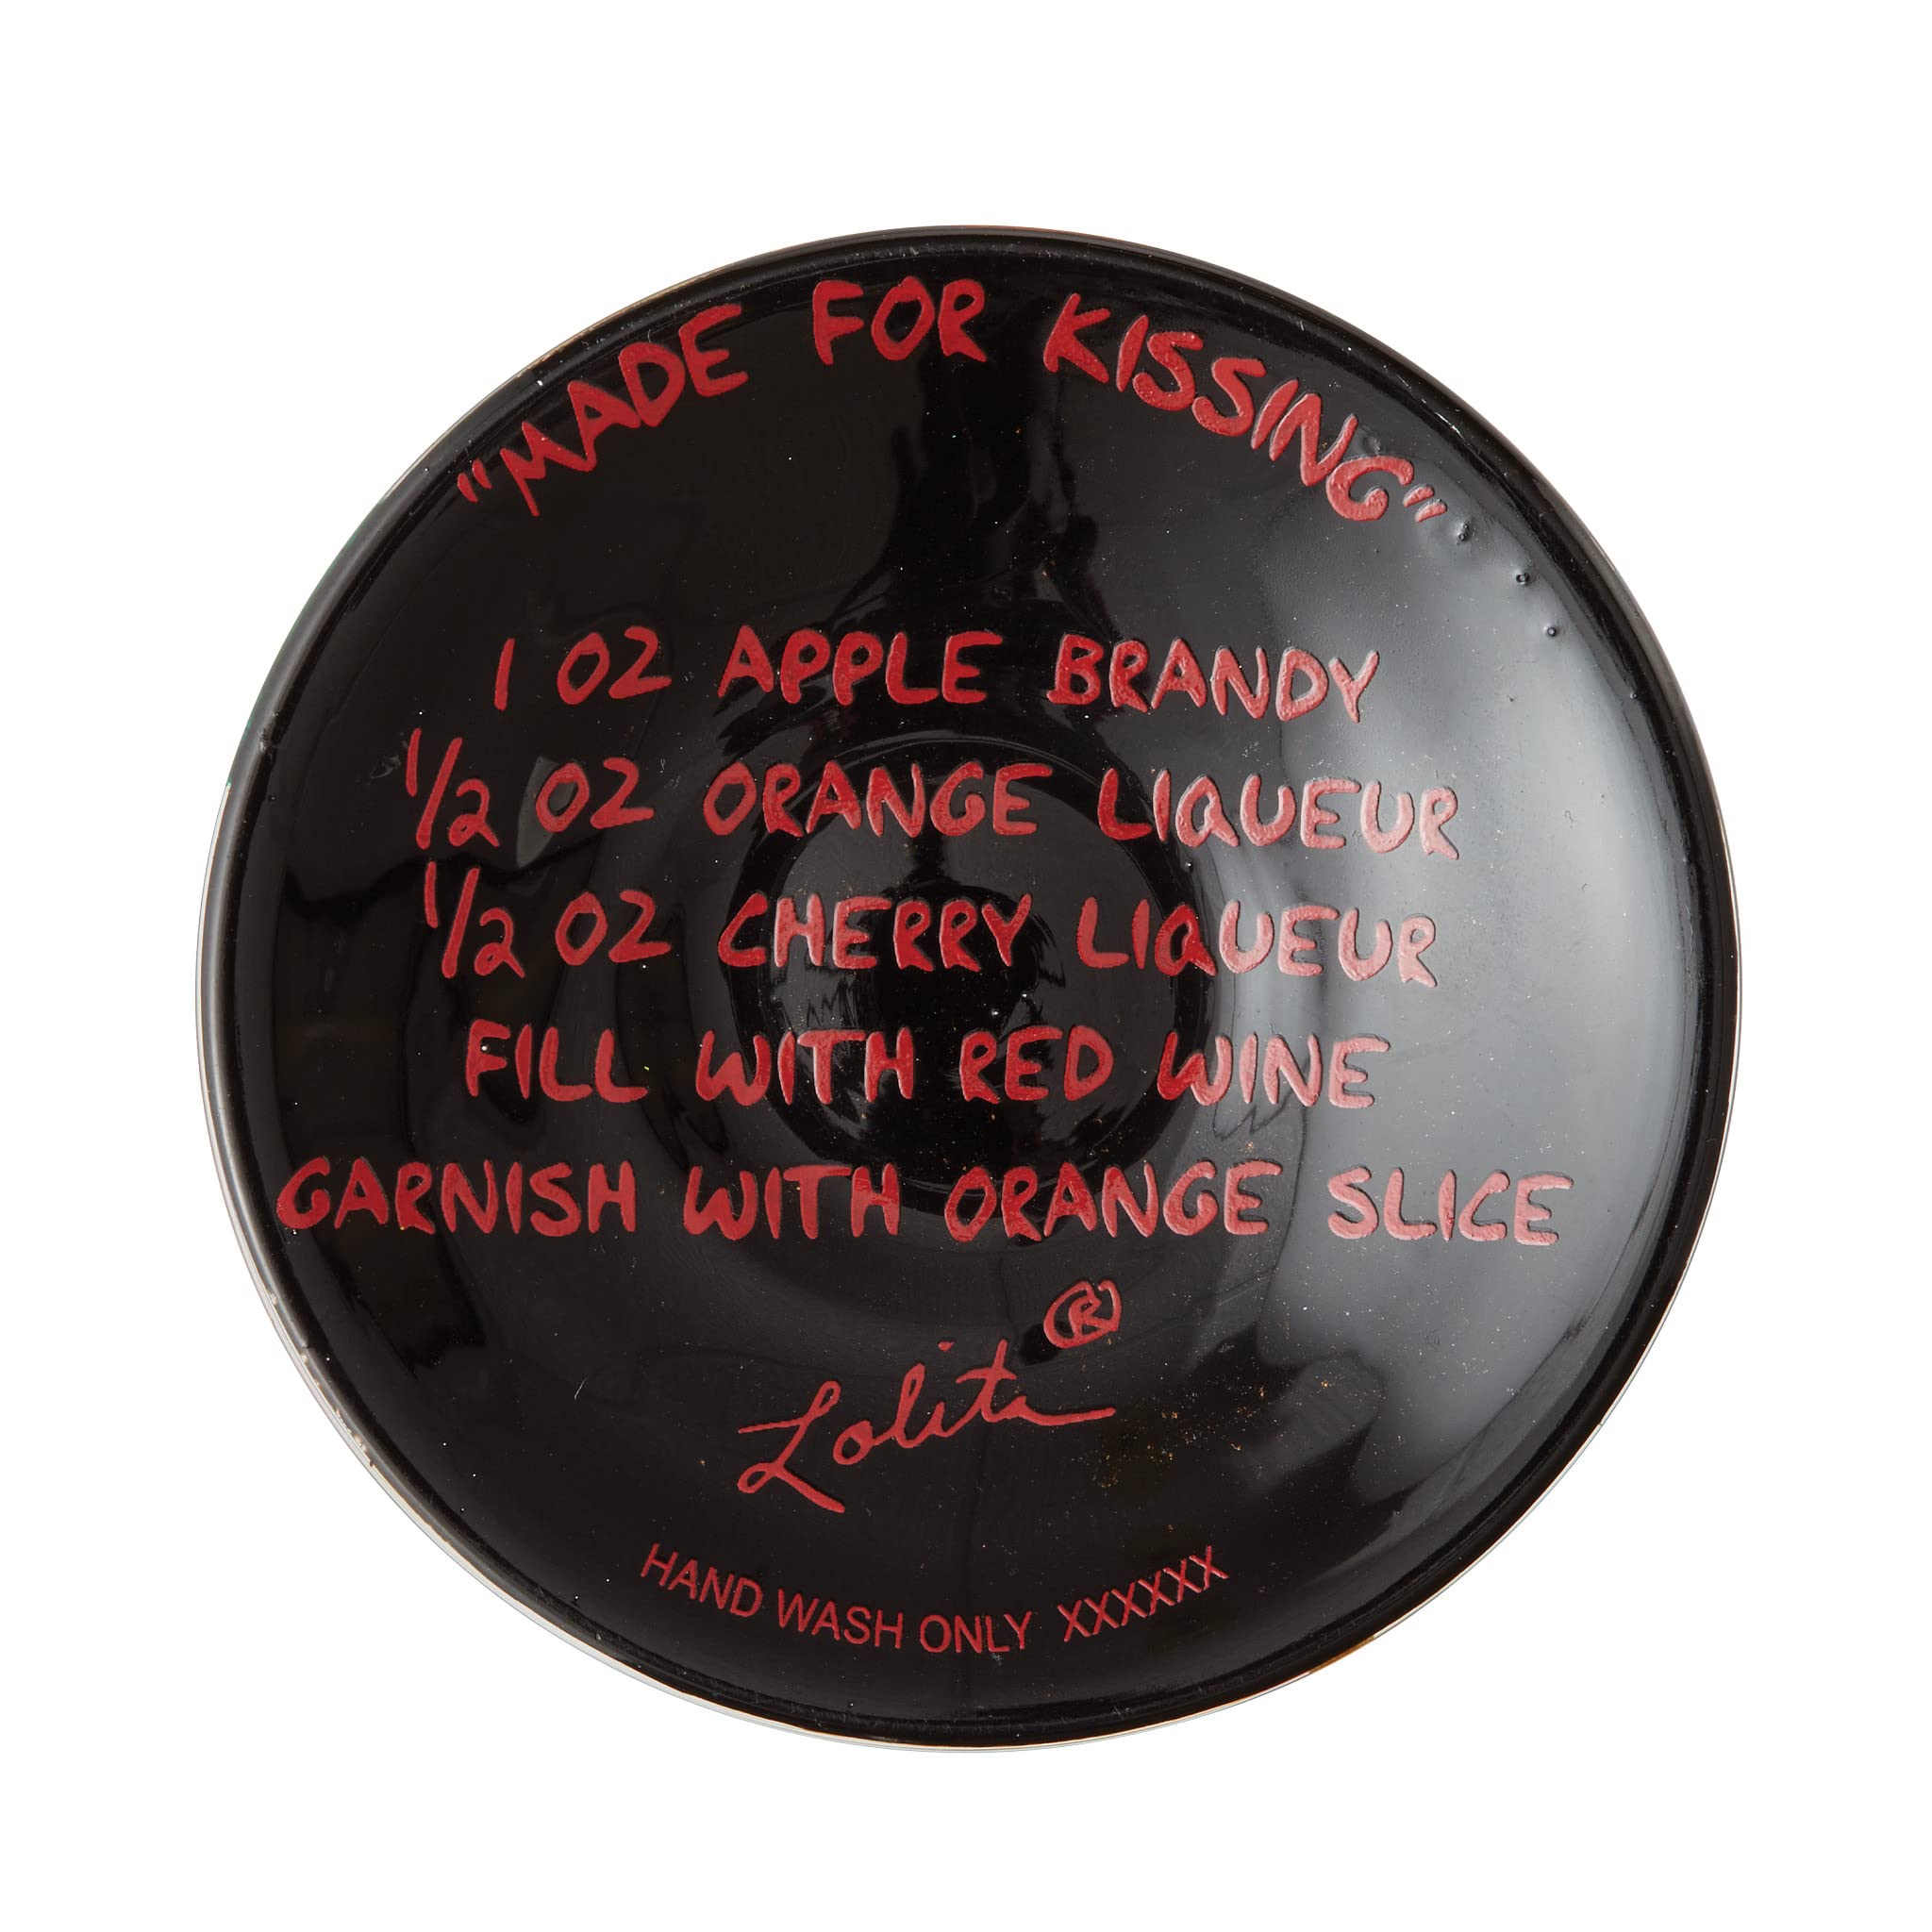 "MADE FOR KISSING"
1 OZ APPLE BRANDY
1/2 OZ ORANGE LIQUEUR
1/2 OZ CHERRY LIQUEUR
FILL WITH RED WINE
GARNISH WITH ORANGE SLICE
Lolita®
HAND WASH ONLY XXXXXX